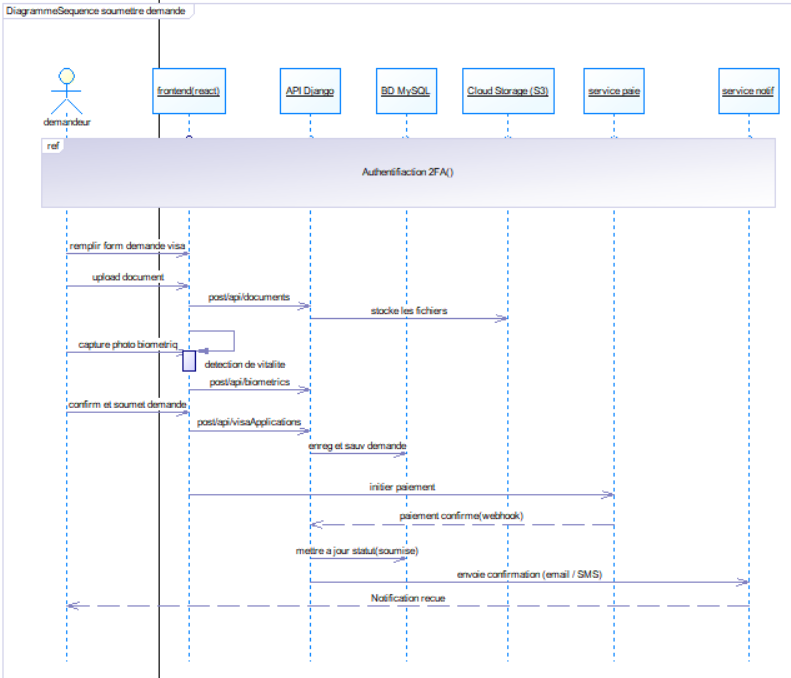 DiagrammeSequence soumettre demande
demandeur
frontend(react)
API Django
BD MySQL
Cloud Storage (S3)
service paie
service notif
ref
Authentifiaction 2FA()
remplir form demande visa
upload document
post/api/documents
stocke les fichiers
capture photo biometriq
detection de vitalite
post/api/biometrics
confirm et soumet demande
post/api/visaApplications
enreg et sauv demande
initier paiement
paiement confirme(webhook)
mettre a jour statut(soumise)
envoie confirmation (email / SMS)
Notification recue